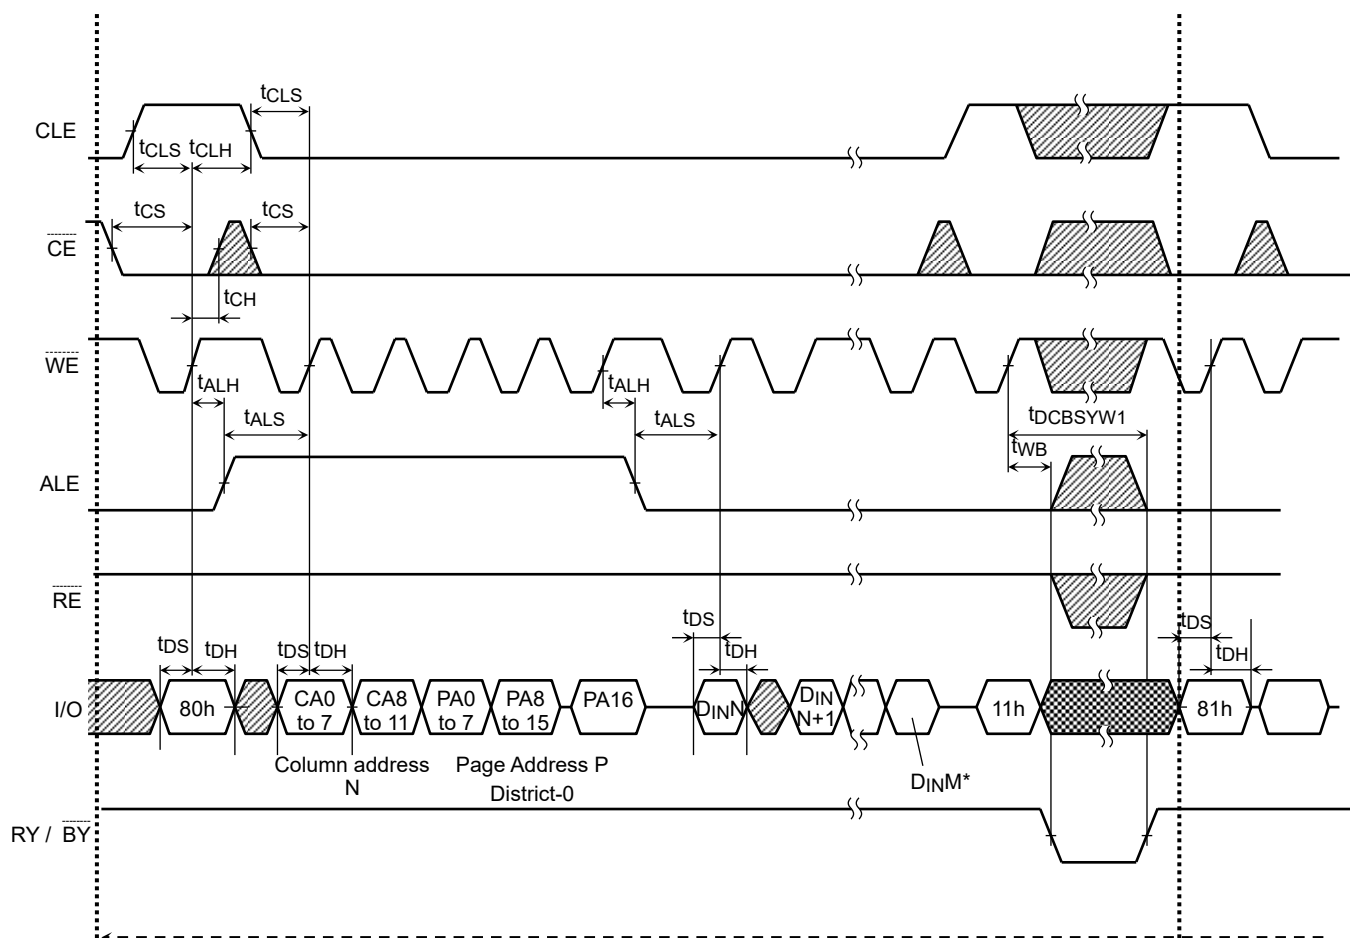 tCLS
CLE
tCLS tCLH
tCS tCS
CE
tCH
WE
tALH tALH
tALS tALS tDCBSYW1
tWB
ALE
RE
tDS tDH tDS tDH tDS tDH tDS tDH
I/O 80h CA0 to 7 CA8 to 11 PA0 to 7 PA8 to 15 PA16 DINN DIN N+1 11h 81h
Column address
N
Page Address P
District-0
DINM*
RY / BY